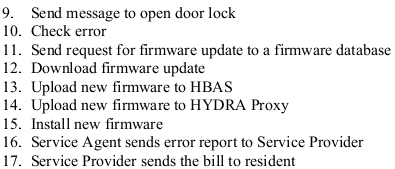 9. Send message to open door lock
10. Check error
11. Send request for firmware update to a firmware database
12. Download firmware update
13. Upload new firmware to HBAS
14. Upload new firmware to HYDRA Proxy
15. Install new firmware
16. Service Agent sends error report to Service Provider
17. Service Provider sends the bill to resident